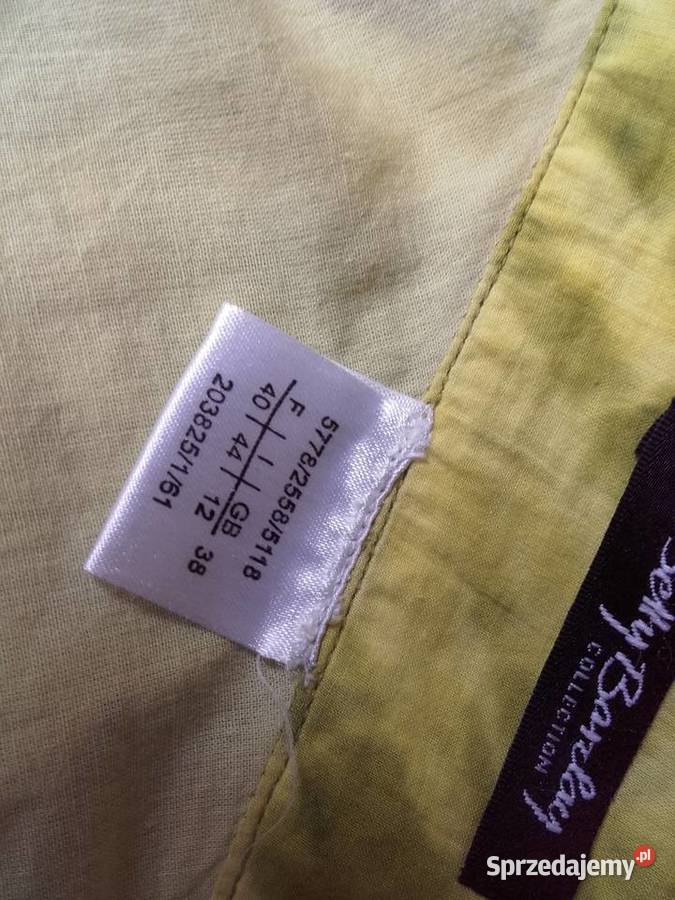 5778/2558/5118
F I GB 38
40 44 12
203825/1/61
Betty Barclay
COLLECTION
Sprzedajemy.pl